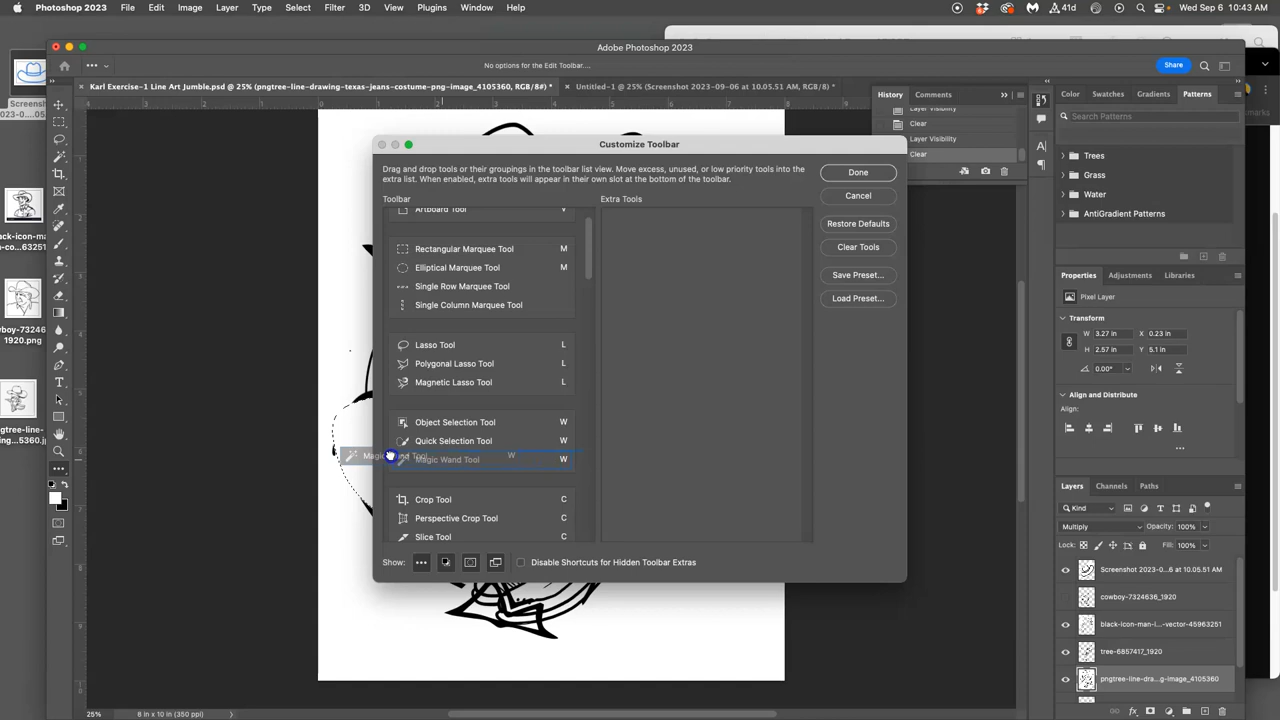 Photoshop 2023 File Edit Image Layer Type Select Filter 3D View Plugins Window Help 41d Wed Sep 6 10:43 AM
Adobe Photoshop 2023
No options for the Edit Toolbar.... Share
Karl Exercise-1 Line Art Jumble.psd @ 25% (pngtree-line-drawing-texas-jeans-costume-png-image_4105360, RGB/8#) * Untitled-1 @ 25% (Screenshot 2023-09-06 at 10.05.51 AM, RGB/8) *
History Comments
Color Swatches Gradients Patterns
Layer Visibility
Clear
Layer Visibility
Clear
Search Patterns
Trees
Grass
Water
AntiGradient Patterns
Customize Toolbar
Drag and drop tools or their groupings in the toolbar list view. Move excess, unused, or low priority tools into the
extra list. When enabled, extra tools will appear in their own slot at the bottom of the toolbar.
Toolbar Extra Tools
Artboard Tool V
Rectangular Marquee Tool M
Elliptical Marquee Tool M
Single Row Marquee Tool
Single Column Marquee Tool
Lasso Tool L
Polygonal Lasso Tool L
Magnetic Lasso Tool L
Object Selection Tool W
Quick Selection Tool W
Magic Wand Tool W
Crop Tool C
Perspective Crop Tool C
Slice Tool C
Done
Cancel
Restore Defaults
Clear Tools
Save Preset...
Load Preset...
Show: Disable Shortcuts for Hidden Toolbar Extras
Properties Adjustments Libraries
Pixel Layer
Transform
W 3.27 in X 0.23 in
H 2.57 in Y 5.1 in
0.00°
Align and Distribute
Align:
Layers Channels Paths
Kind
Multiply Opacity: 100%
Lock: Fill: 100%
Screenshot 2023-0...6 at 10.05.51 AM
cowboy-7324636_1920
black-icon-man-i...-vector-45963251
tree-6857417_1920
pngtree-line-dra...g-image_4105360
25% 8 in x 10 in (350 ppi)